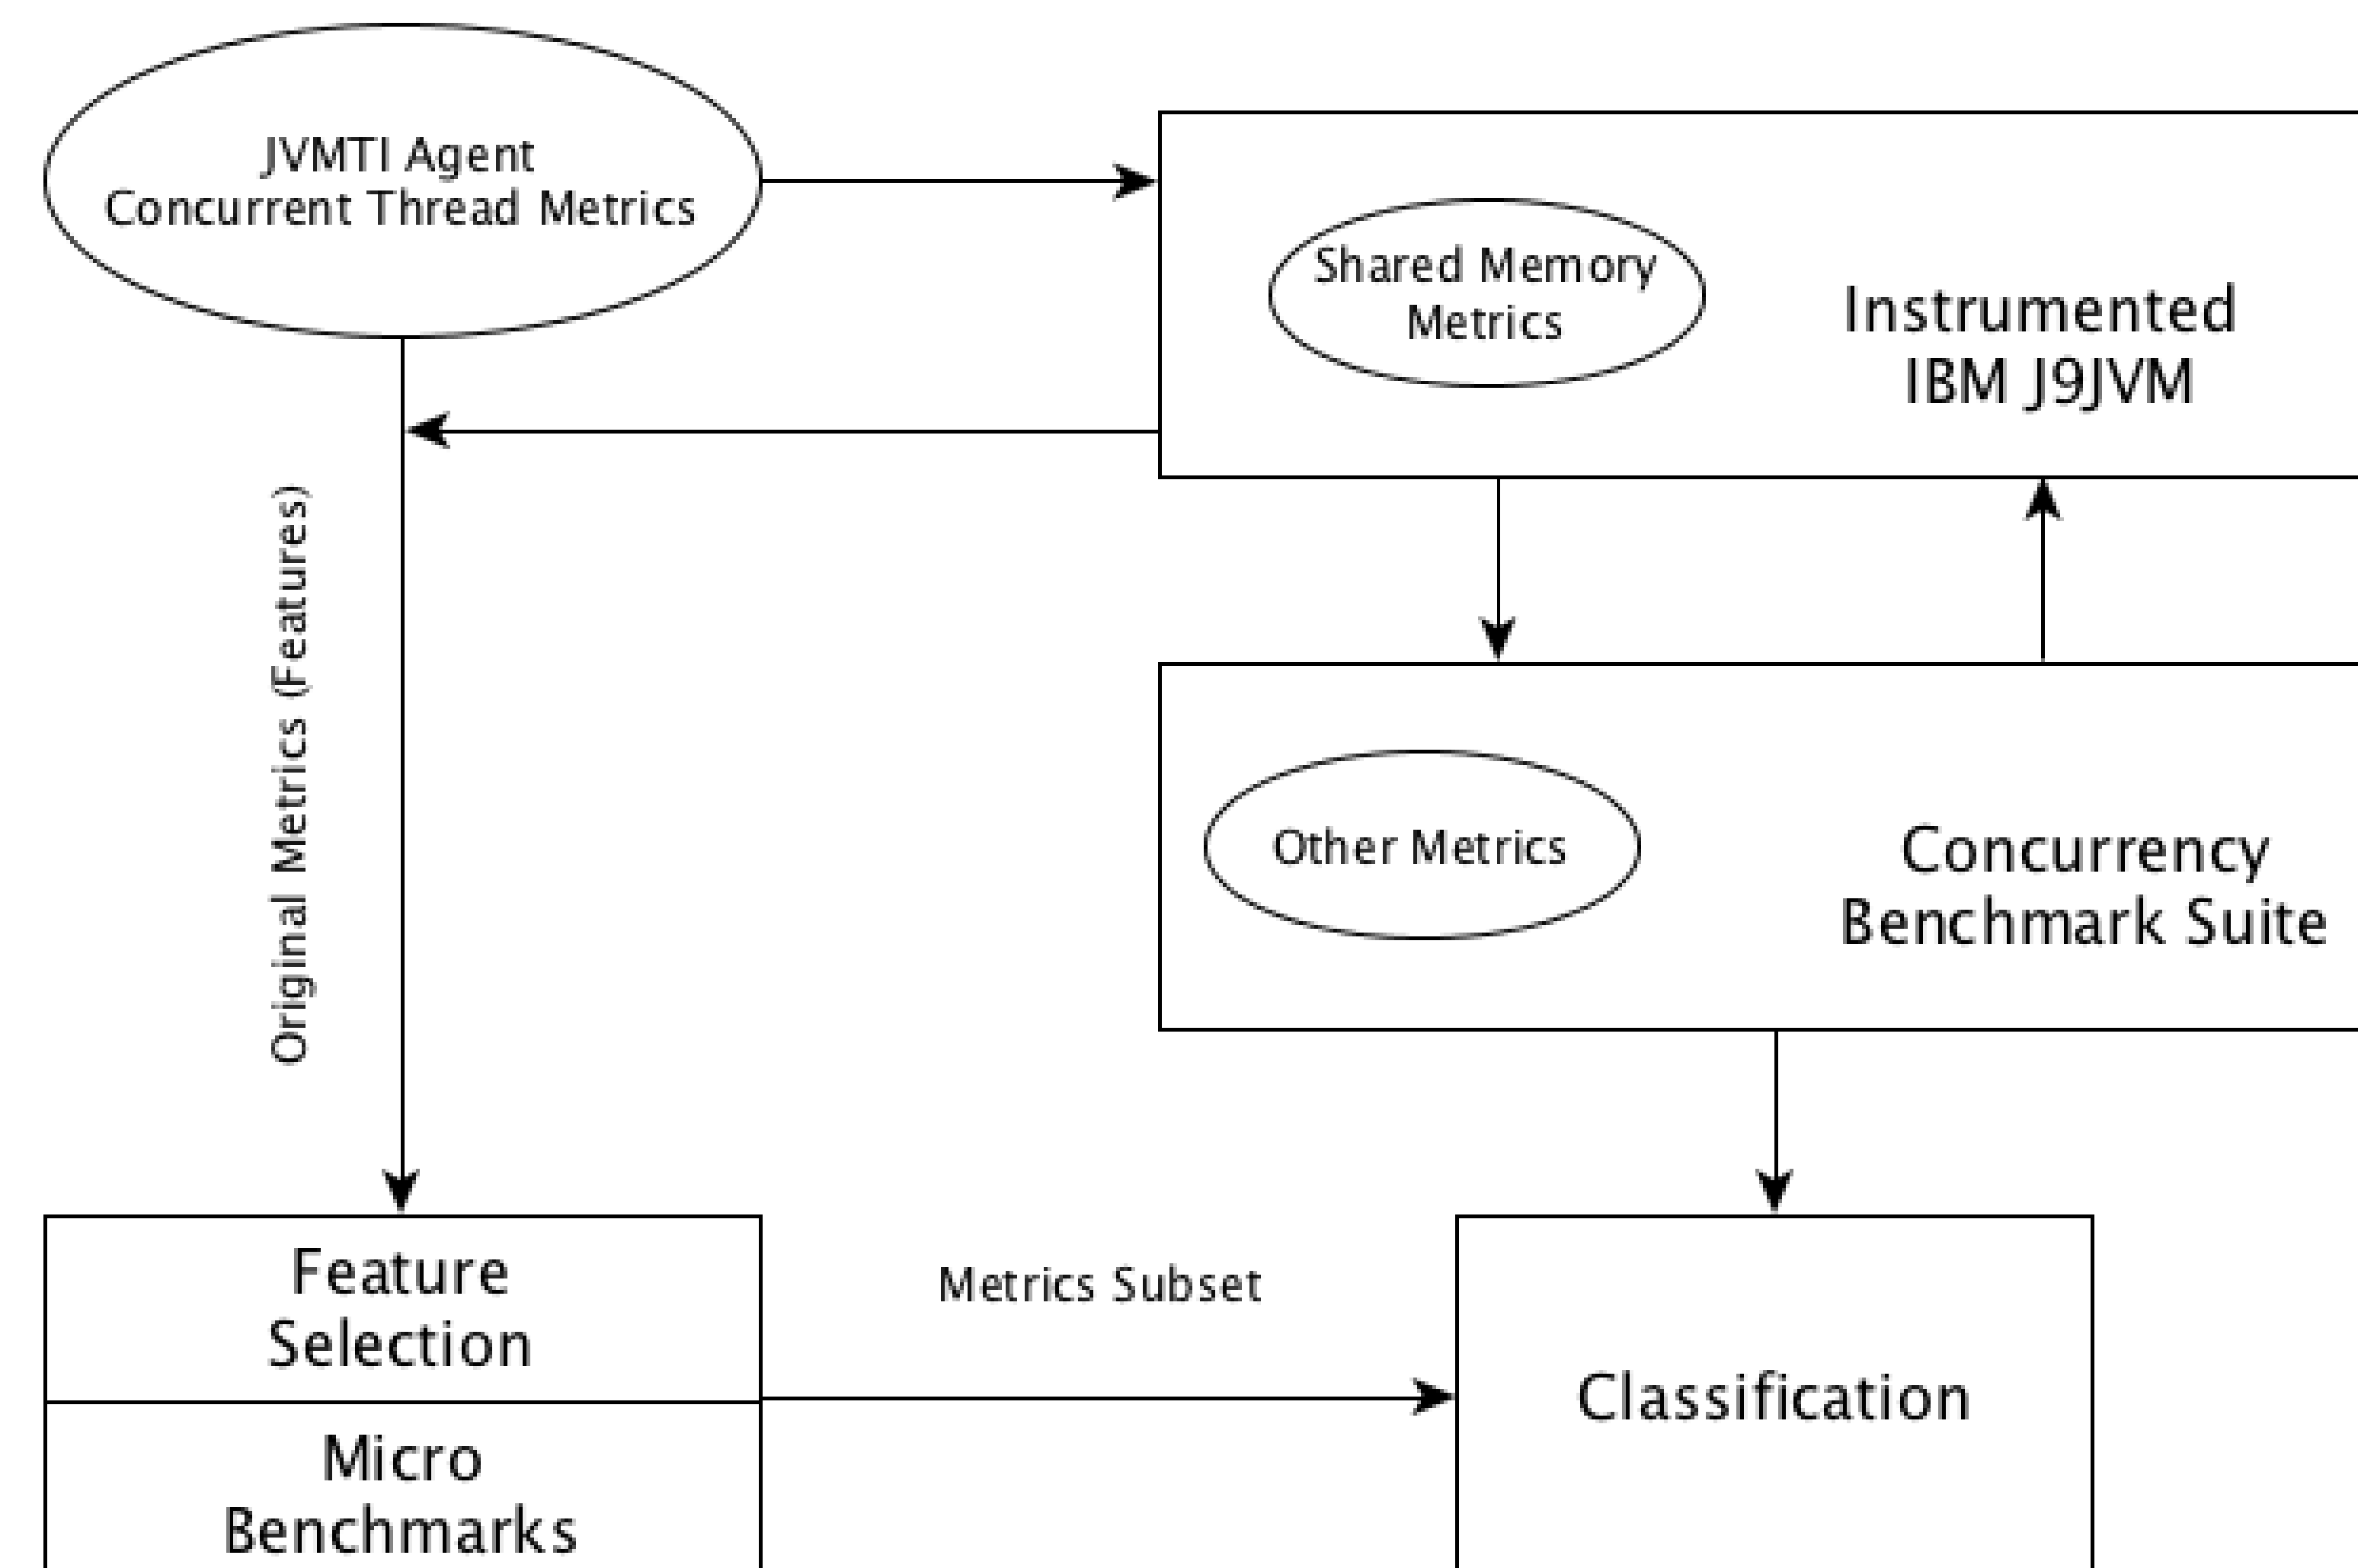 JVMTI Agent
Concurrent Thread Metrics
Shared Memory
Metrics
Instrumented
IBM J9JVM
Original Metrics (Features)
Other Metrics
Concurrency
Benchmark Suite
Feature
Selection
Metrics Subset
Classification
Micro
Benchmarks